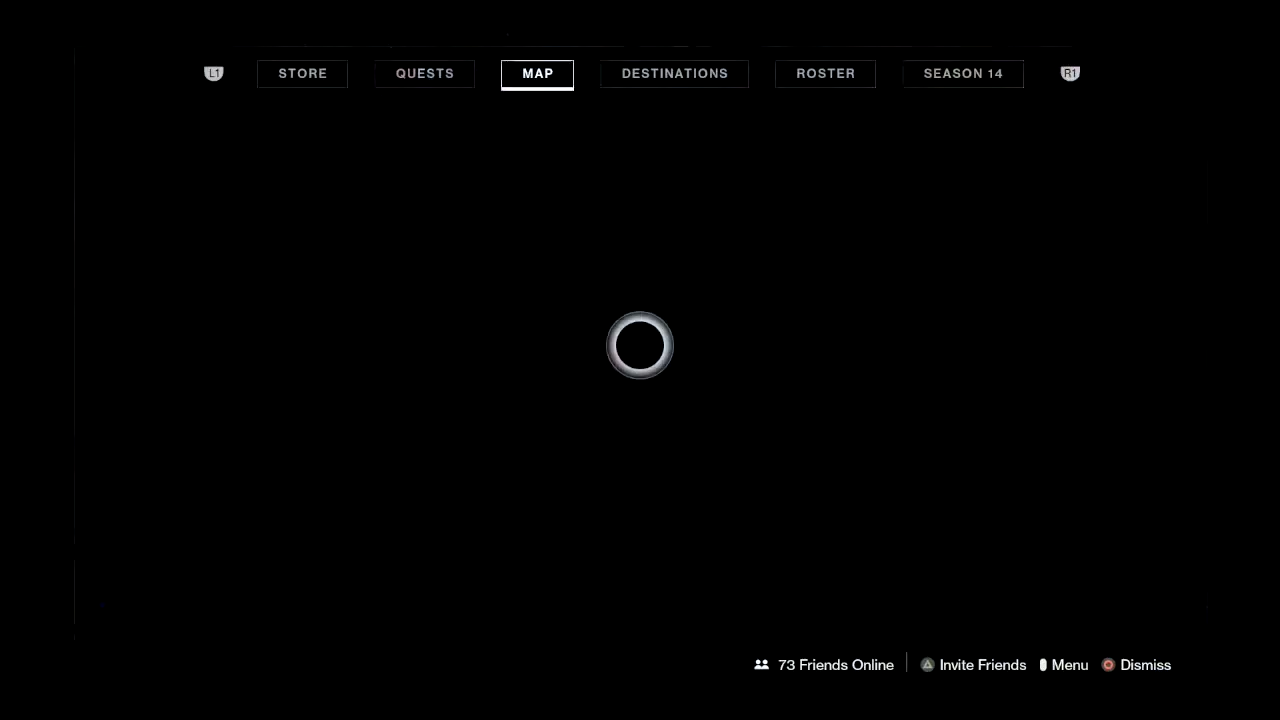 L1 STORE QUESTS MAP DESTINATIONS ROSTER SEASON 14 R1
73 Friends Online Invite Friends Menu Dismiss